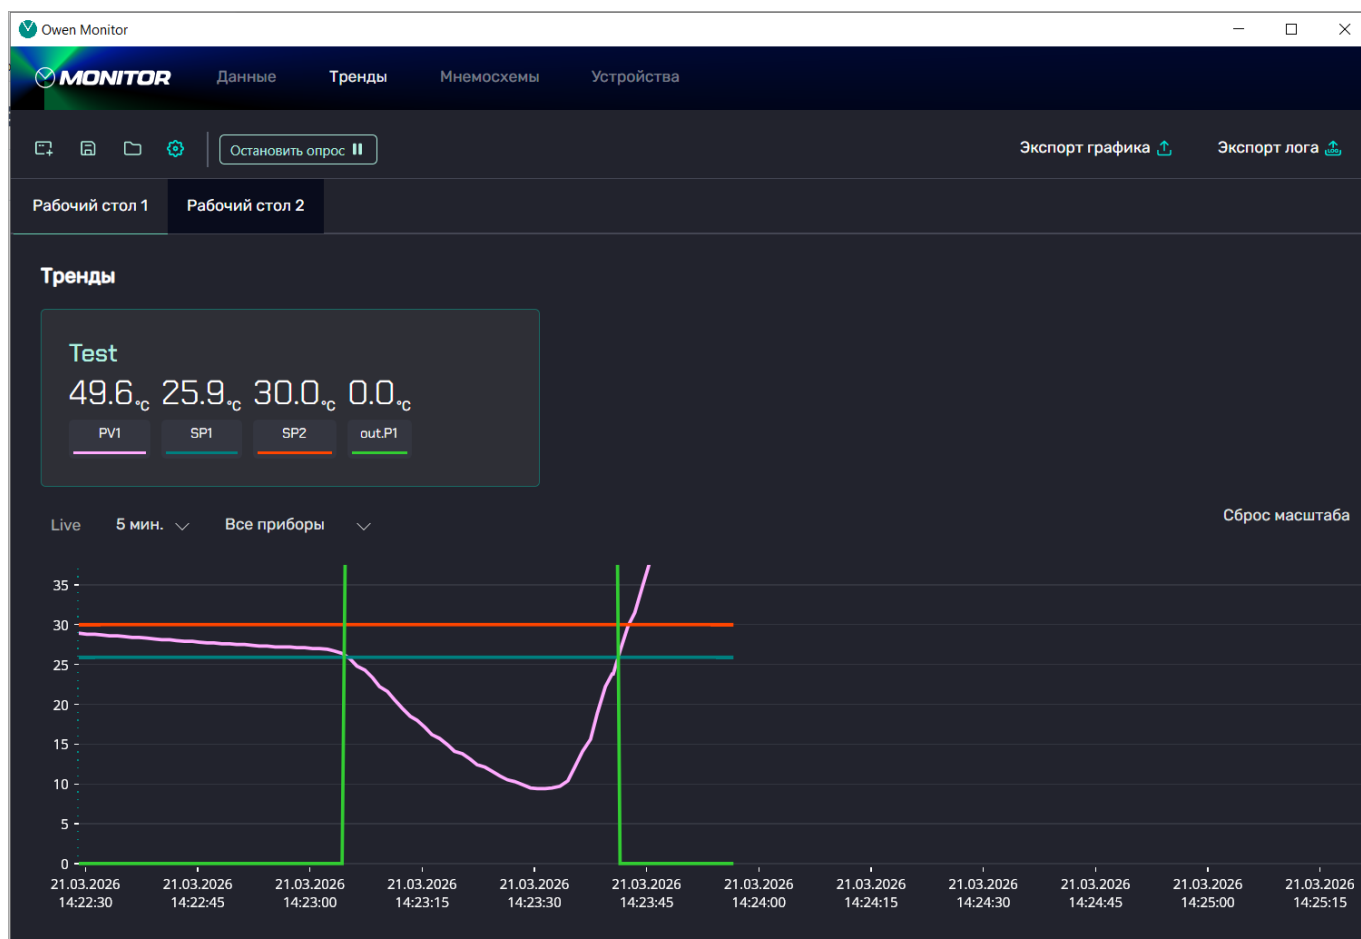 Owen Monitor
MONITOR Данные Тренды Мнемосхемы Устройства
Остановить опрос Экспорт графика Экспорт лога
Рабочий стол 1 Рабочий стол 2
Тренды
Test
49.6°C 25.9°C 30.0°C 0.0°C
PV1 SP1 SP2 out.P1
Live 5 мин. Все приборы Сброс масштаба
35
30
25
20
15
10
5
0
21.03.2026 21.03.2026 21.03.2026 21.03.2026 21.03.2026 21.03.2026 21.03.2026 21.03.2026 21.03.2026 21.03.2026 21.03.2026 21.03.2026
14:22:30 14:22:45 14:23:00 14:23:15 14:23:30 14:23:45 14:24:00 14:24:15 14:24:30 14:24:45 14:25:00 14:25:15